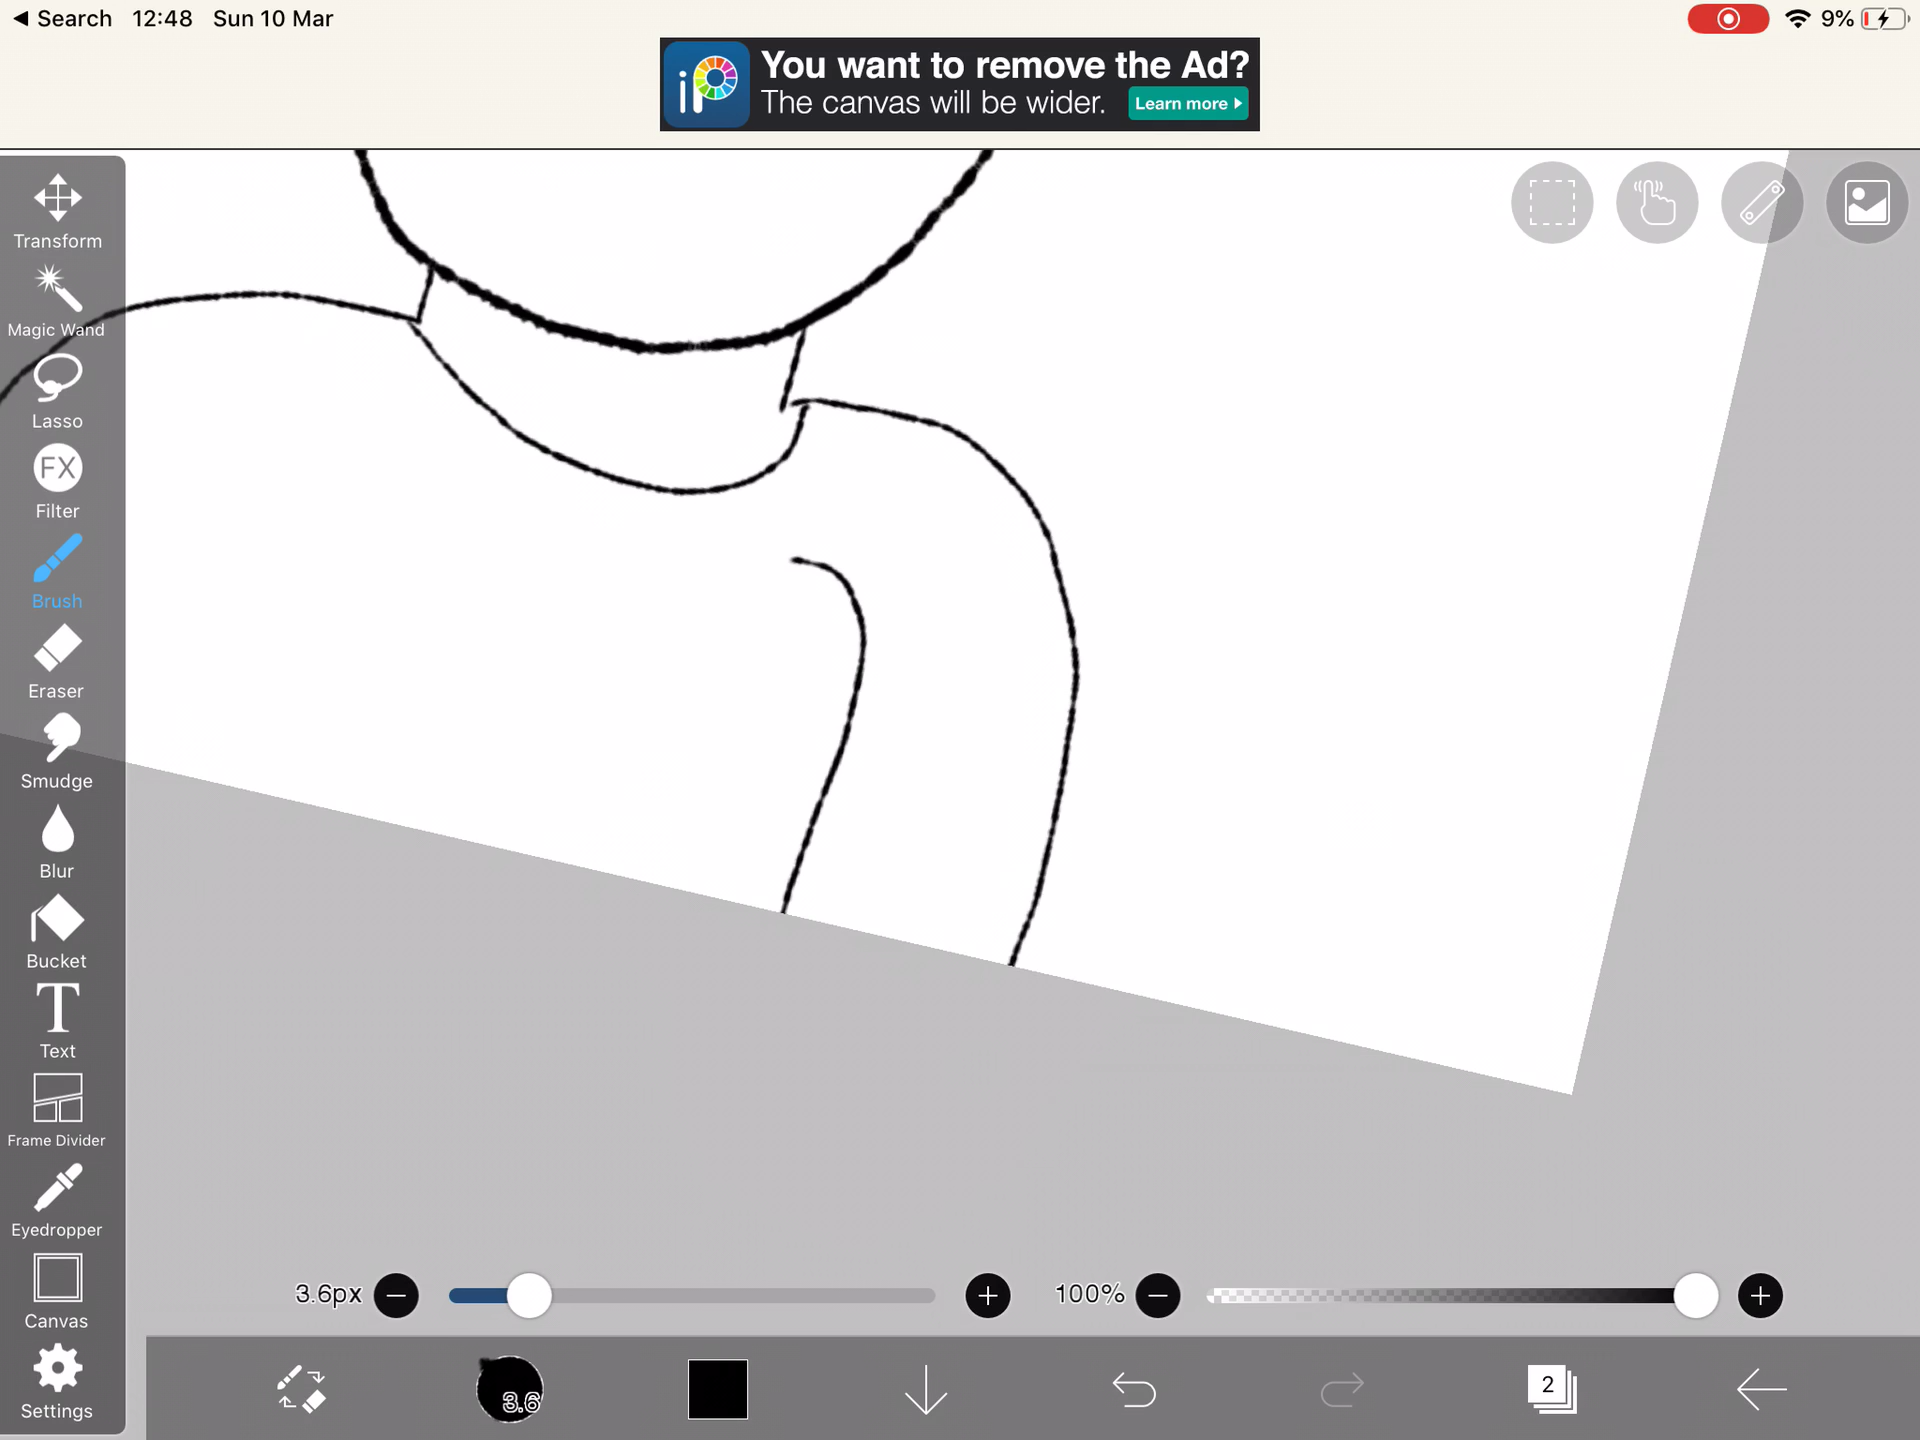 Search 12:48 Sun 10 Mar 9%
iP You want to remove the Ad?
The canvas will be wider. Learn more
Transform
Magic Wand
Lasso
FX
Filter
Brush
Eraser
Smudge
Blur
Bucket
T
Text
Frame Divider
Eyedropper
Canvas
Settings
3.6px 100%
3.6 2